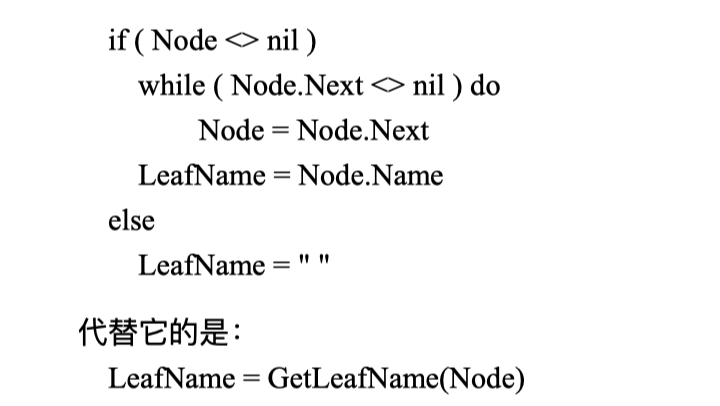 if ( Node <> nil )
while ( Node.Next <> nil ) do
Node = Node.Next
LeafName = Node.Name
else
LeafName = " "
代替它的是：
LeafName = GetLeafName(Node)